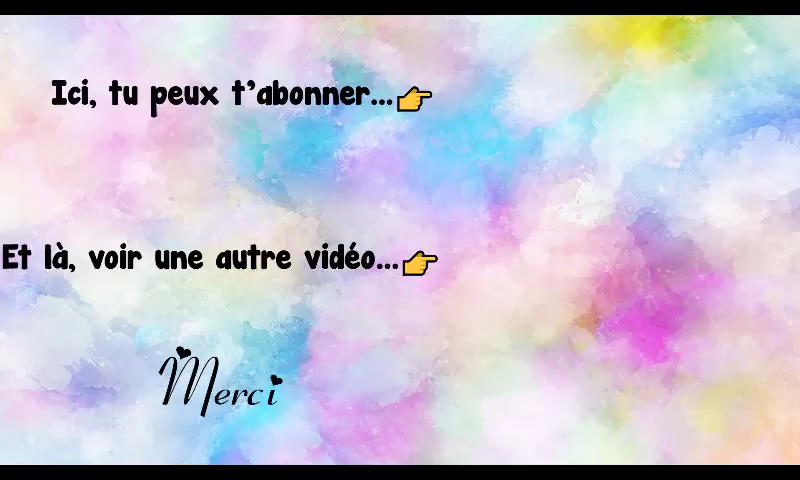 Ici, tu peux t'abonner...👉
Et là, voir une autre vidéo...👉
Merci